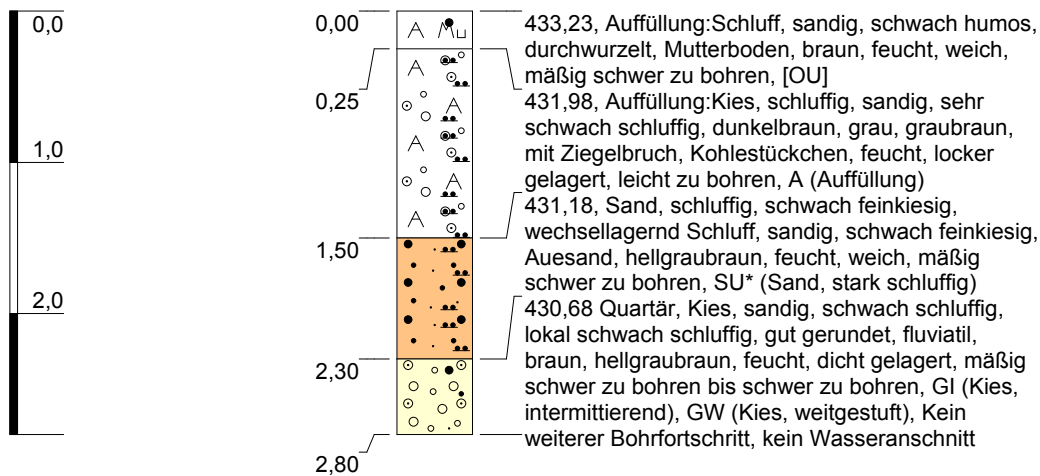 0,0
1,0
2,0
0,00
0,25
1,50
2,30
2,80
433,23, Auffüllung:Schluff, sandig, schwach humos,
durchwurzelt, Mutterboden, braun, feucht, weich,
mäßig schwer zu bohren, [OU]
431,98, Auffüllung:Kies, schluffig, sandig, sehr
schwach schluffig, dunkelbraun, grau, graubraun,
mit Ziegelbruch, Kohlestückchen, feucht, locker
gelagert, leicht zu bohren, A (Auffüllung)
431,18, Sand, schluffig, schwach feinkiesig,
wechsellagernd Schluff, sandig, schwach feinkiesig,
Auesand, hellgraubraun, feucht, weich, mäßig
schwer zu bohren, SU* (Sand, stark schluffig)
430,68 Quartär, Kies, sandig, schwach schluffig,
lokal schwach schluffig, gut gerundet, fluviatil,
braun, hellgraubraun, feucht, dicht gelagert, mäßig
schwer zu bohren bis schwer zu bohren, GI (Kies,
intermittierend), GW (Kies, weitgestuft), Kein
weiterer Bohrfortschritt, kein Wasseranschnitt